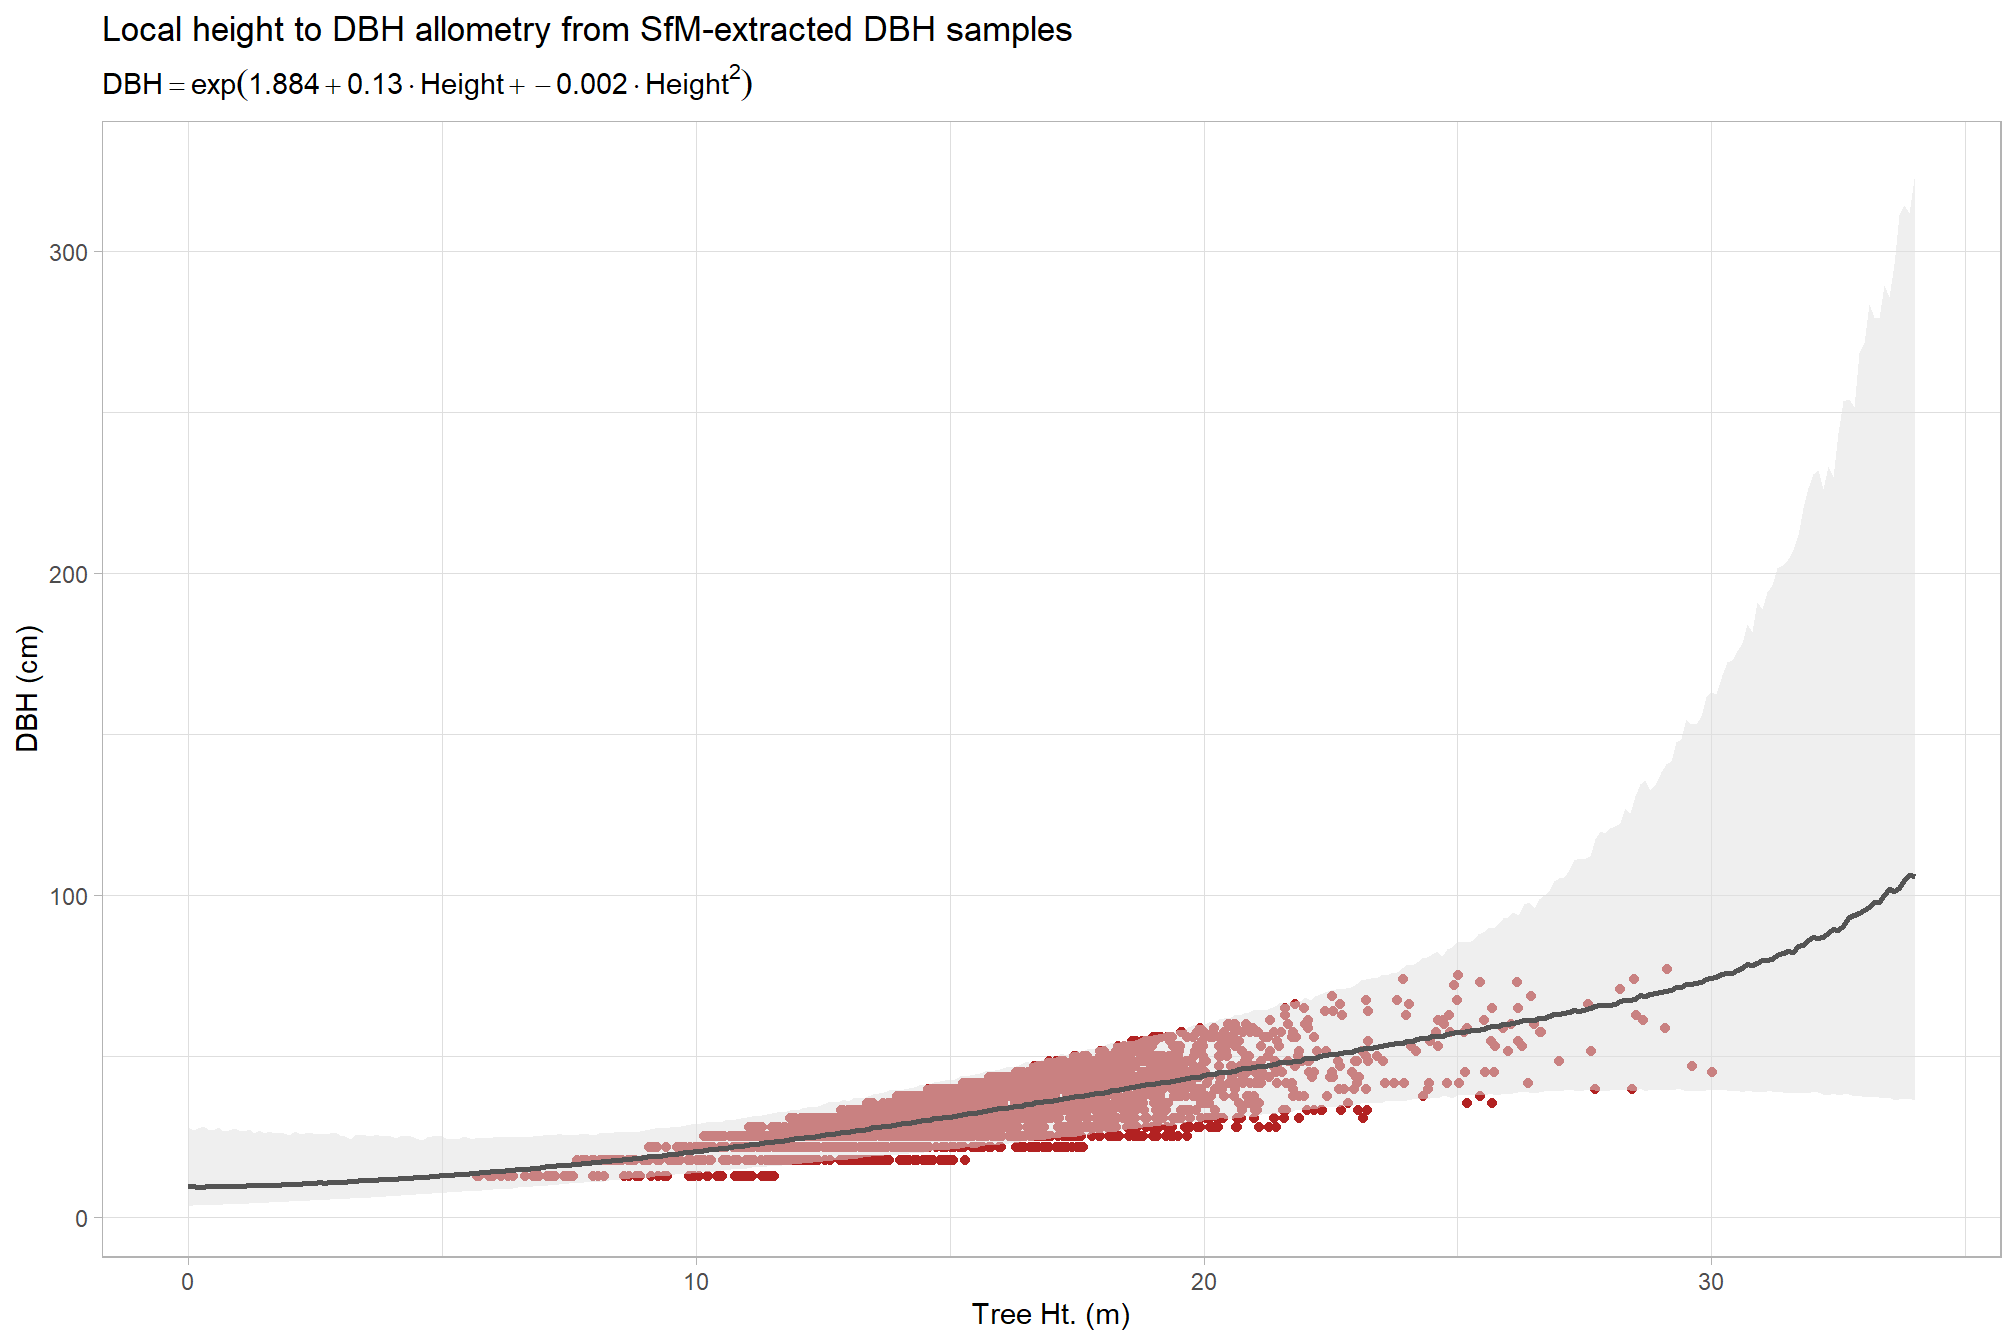 Local height to DBH allometry from SfM-extracted DBH samples
DBH = exp(1.884 + 0.13 · Height + − 0.002 · Height²)
300
200
100
0
DBH (cm)
0 10 20 30
Tree Ht. (m)